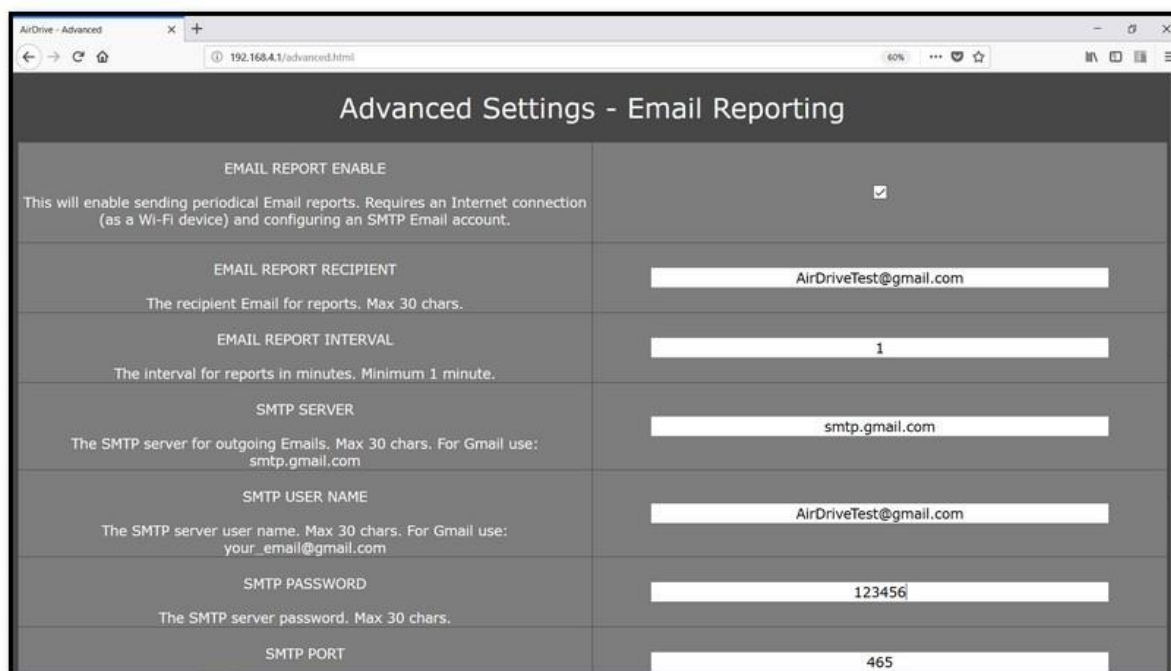 AirDrive - Advanced
192.168.4.1/advanced.html
60%
Advanced Settings - Email Reporting
EMAIL REPORT ENABLE
This will enable sending periodical Email reports. Requires an Internet connection
(as a Wi-Fi device) and configuring an SMTP Email account.
EMAIL REPORT RECIPIENT
The recipient Email for reports. Max 30 chars.
AirDriveTest@gmail.com
EMAIL REPORT INTERVAL
The interval for reports in minutes. Minimum 1 minute.
1
SMTP SERVER
The SMTP server for outgoing Emails. Max 30 chars. For Gmail use:
smtp.gmail.com
smtp.gmail.com
SMTP USER NAME
The SMTP server user name. Max 30 chars. For Gmail use:
your_email@gmail.com
AirDriveTest@gmail.com
SMTP PASSWORD
The SMTP server password. Max 30 chars.
123456
SMTP PORT
465